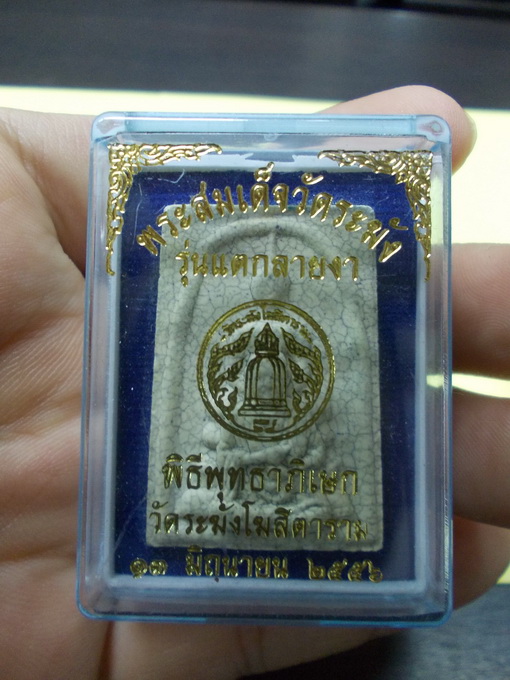 พระสมเด็จวัดระฆัง
รุ่นแตกลายงา
พิธีพุทธาภิเษก
วัดระฆังโฆสิตาราม
๑๓ มิถุนายน ๒๕๕๖